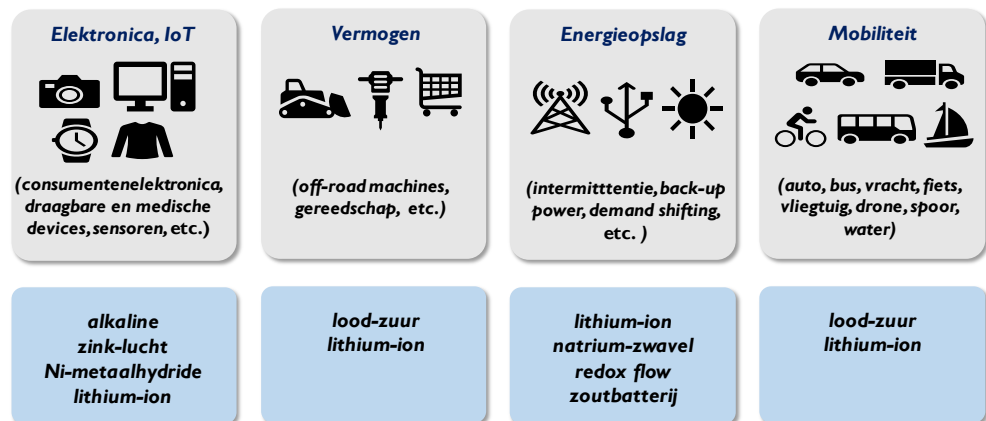 Elektronica, IoT
(consumentenelektronica,
draagbare en medische
devices, sensoren, etc.)
Vermogen
(off-road machines,
gereedschap, etc.)
Energieopslag
(intermitttentie, back-up
power, demand shifting,
etc. )
Mobiliteit
(auto, bus, vracht, fiets,
vliegtuig, drone, spoor,
water)
alkaline
zink-lucht
Ni-metaalhydride
lithium-ion
lood-zuur
lithium-ion
lithium-ion
natrium-zwavel
redox flow
zoutbatterij
lood-zuur
lithium-ion